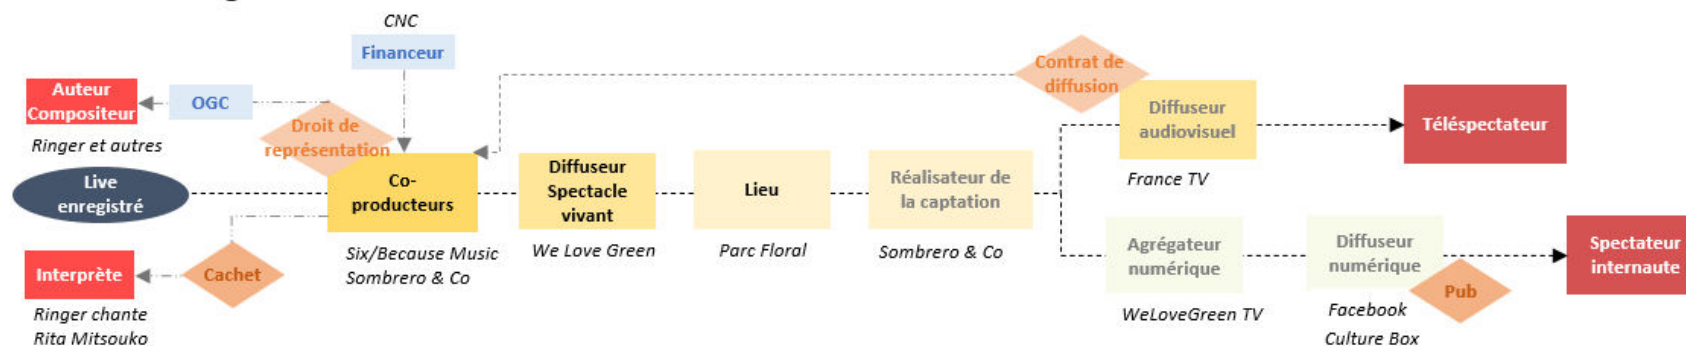 CNC
Financeur
Auteur
Compositeur
OGC
Droit de
représentation
Ringer et autres
Contrat de
diffusion
Diffuseur
audiovisuel
France TV
Téléspectateur
Live
enregistré
Co-
producteurs
Six/Because Music
Sombrero & Co
Diffuseur
Spectacle
vivant
We Love Green
Lieu
Parc Floral
Réalisateur de
la captation
Sombrero & Co
Interprète
Cachet
Ringer chante
Rita Mitsouko
Agrégateur
numérique
WeLoveGreen TV
Diffuseur
numérique
Facebook
Culture Box
Pub
Spectateur
internaute